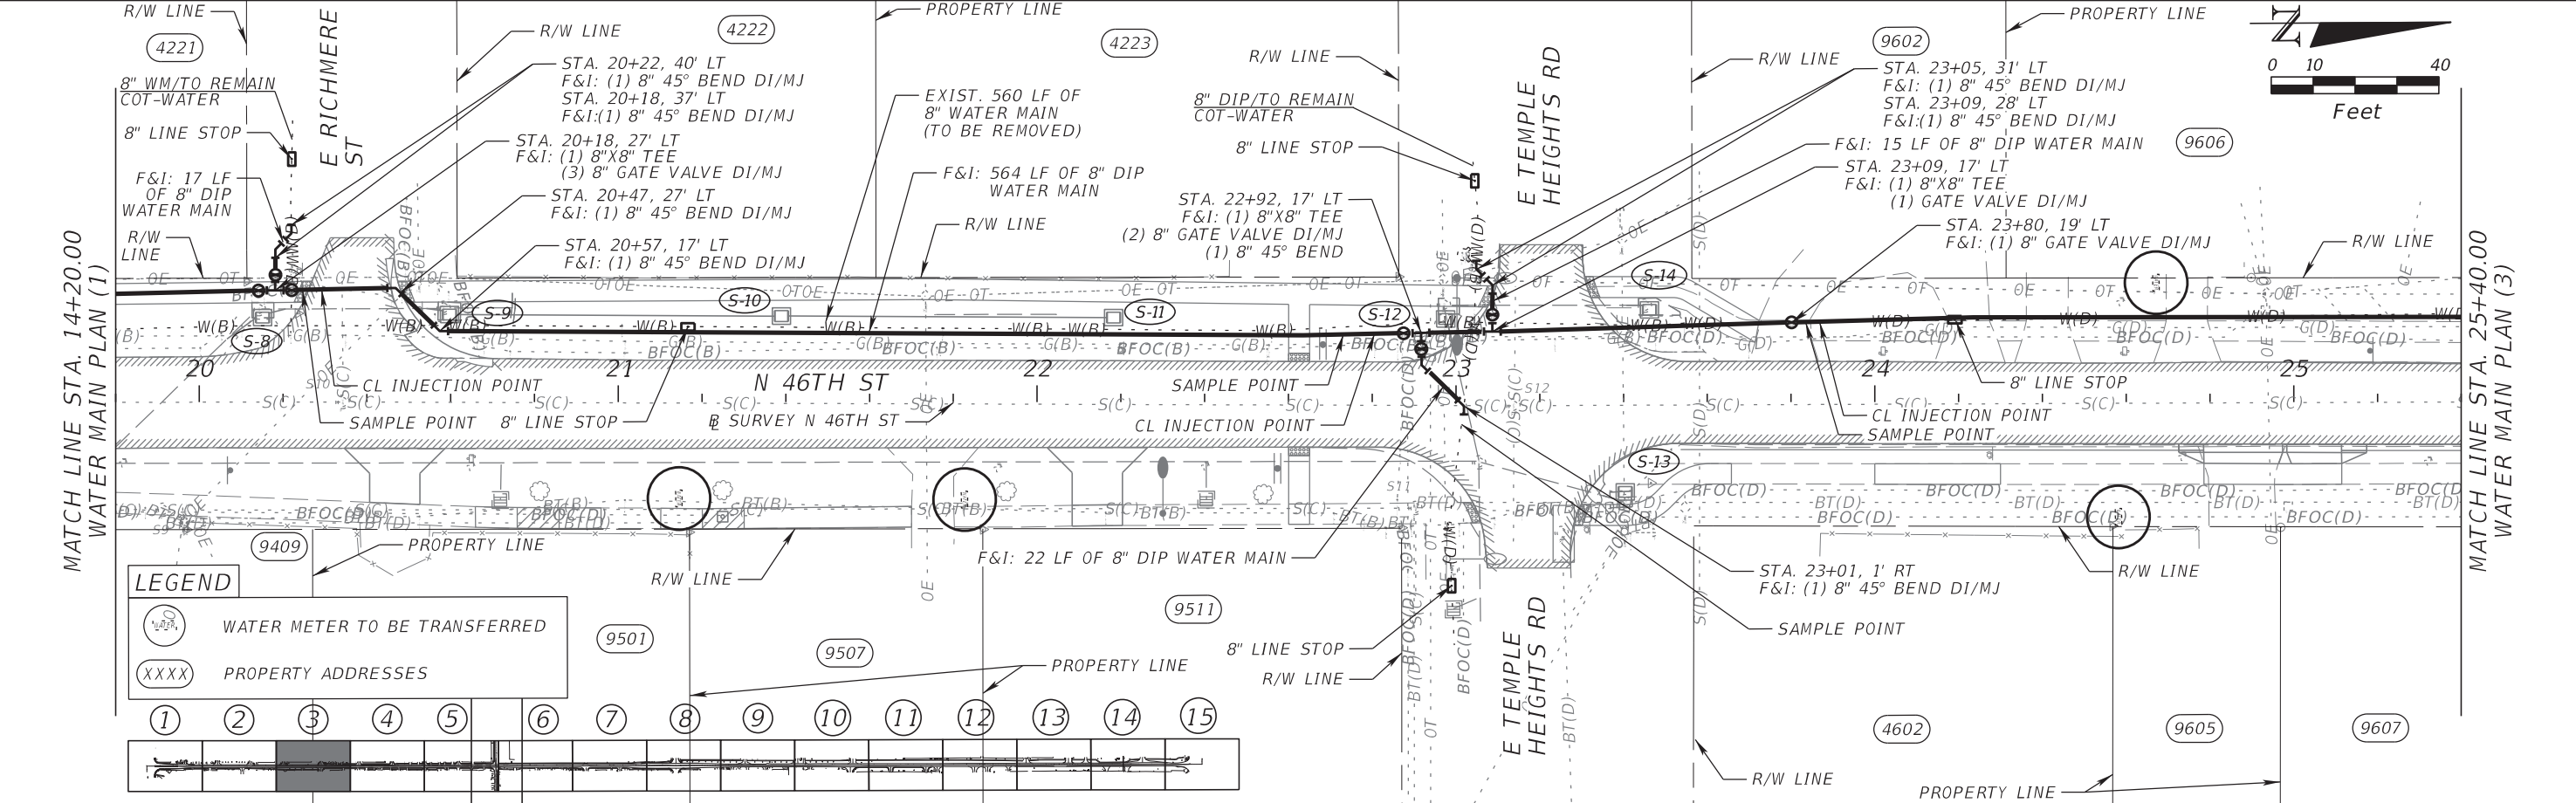 R/W LINE
4221
E RICHMERE
ST
R/W LINE
4222
PROPERTY LINE
4223
R/W LINE
E TEMPLE
HEIGHTS RD
R/W LINE
9602
PROPERTY LINE
N
0 10 40
Feet
9606
8" WM/TO REMAIN
COT-WATER
8" LINE STOP
F&I: 17 LF
OF 8" DIP
WATER MAIN
R/W
LINE
STA. 20+22, 40' LT
F&I: (1) 8" 45° BEND DI/MJ
STA. 20+18, 37' LT
F&I:(1) 8" 45° BEND DI/MJ
STA. 20+18, 27' LT
F&I: (1) 8"X8" TEE
(3) 8" GATE VALVE DI/MJ
STA. 20+47, 27' LT
F&I: (1) 8" 45° BEND DI/MJ
STA. 20+57, 17' LT
F&I: (1) 8" 45° BEND DI/MJ
EXIST. 560 LF OF
8" WATER MAIN
(TO BE REMOVED)
F&I: 564 LF OF 8" DIP
WATER MAIN
R/W LINE
8" DIP/TO REMAIN
COT-WATER
8" LINE STOP
STA. 22+92, 17' LT
F&I: (1) 8"X8" TEE
(2) 8" GATE VALVE DI/MJ
(1) 8" 45° BEND
STA. 23+05, 31' LT
F&I: (1) 8" 45° BEND DI/MJ
STA. 23+09, 28' LT
F&I:(1) 8" 45° BEND DI/MJ
F&I: 15 LF OF 8" DIP WATER MAIN
STA. 23+09, 17' LT
F&I: (1) 8"X8" TEE
(1) GATE VALVE DI/MJ
STA. 23+80, 19' LT
F&I: (1) 8" GATE VALVE DI/MJ
R/W LINE
MATCH LINE STA. 14+20.00
WATER MAIN PLAN (1)
MATCH LINE STA. 25+40.00
WATER MAIN PLAN (3)
S-8
S-9
S-10
S-11
S-12
S-14
S-13
20 21 22 23 24 25
N 46TH ST
CL INJECTION POINT
SAMPLE POINT
8" LINE STOP
SURVEY N 46TH ST
SAMPLE POINT
CL INJECTION POINT
8" LINE STOP
CL INJECTION POINT
SAMPLE POINT
W(B) W(B) W(B) W(B) W(B) W(B) W(B) W(B)
W(D) W(D) W(D) W(D) W(D)
BFOC(B) BFOC(B) BFOC(B)
BFOC(D) BFOC(D) BFOC(D)
S(C) S(C) S(C) S(C) S(C) S(C) S(C) S(C) S(C)
BT(B) BT(B) BT(B)
BFOC(D) BFOC(D) BFOC(D) BFOC(D)
BT(D) BT(D) BT(D)
9409
PROPERTY LINE
R/W LINE
F&I: 22 LF OF 8" DIP WATER MAIN
STA. 23+01, 1' RT
F&I: (1) 8" 45° BEND DI/MJ
SAMPLE POINT
R/W LINE
LEGEND
WATER METER TO BE TRANSFERRED
XXXX
PROPERTY ADDRESSES
9501
9507
9511
PROPERTY LINE
8" LINE STOP
R/W LINE
E TEMPLE
HEIGHTS RD
4602
9605
9607
R/W LINE
PROPERTY LINE
1 2 3 4 5 6 7 8 9 10 11 12 13 14 15